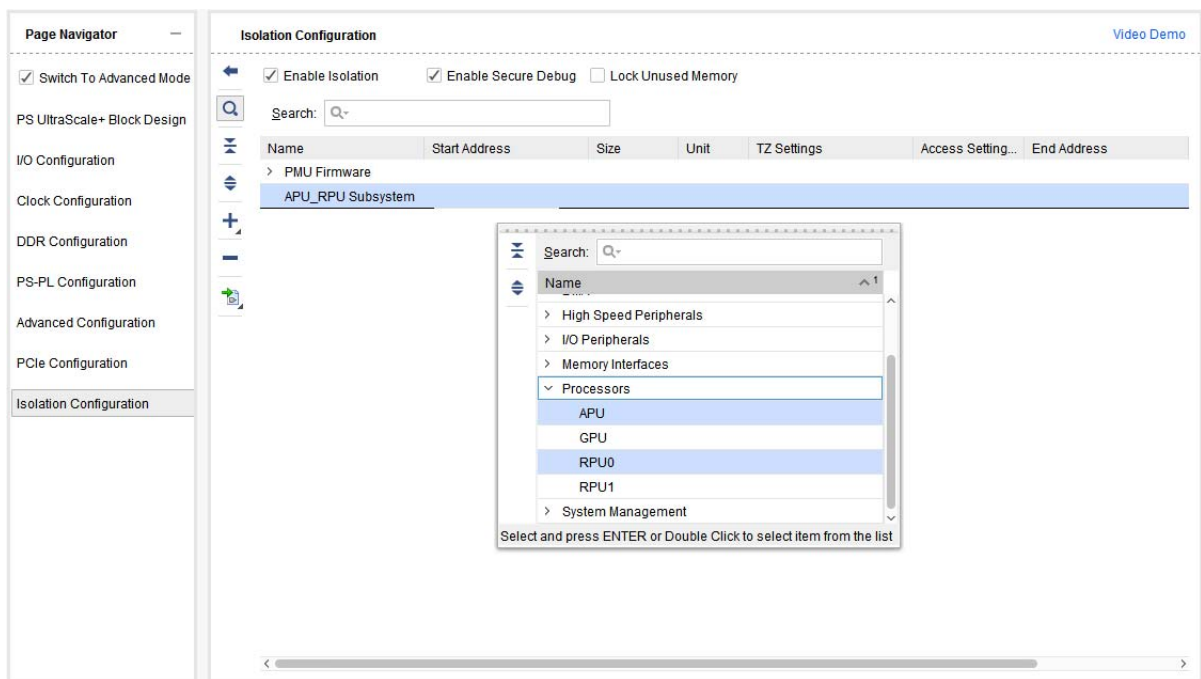 Page Navigator
Switch To Advanced Mode
PS UltraScale+ Block Design
I/O Configuration
Clock Configuration
DDR Configuration
PS-PL Configuration
Advanced Configuration
PCIe Configuration
Isolation Configuration
Isolation Configuration Video Demo
Enable Isolation Enable Secure Debug Lock Unused Memory
Search:
Name Start Address Size Unit TZ Settings Access Setting... End Address
PMU Firmware
APU_RPU Subsystem
Search:
Name 1
High Speed Peripherals
I/O Peripherals
Memory Interfaces
Processors
APU
GPU
RPU0
RPU1
System Management
Select and press ENTER or Double Click to select item from the list